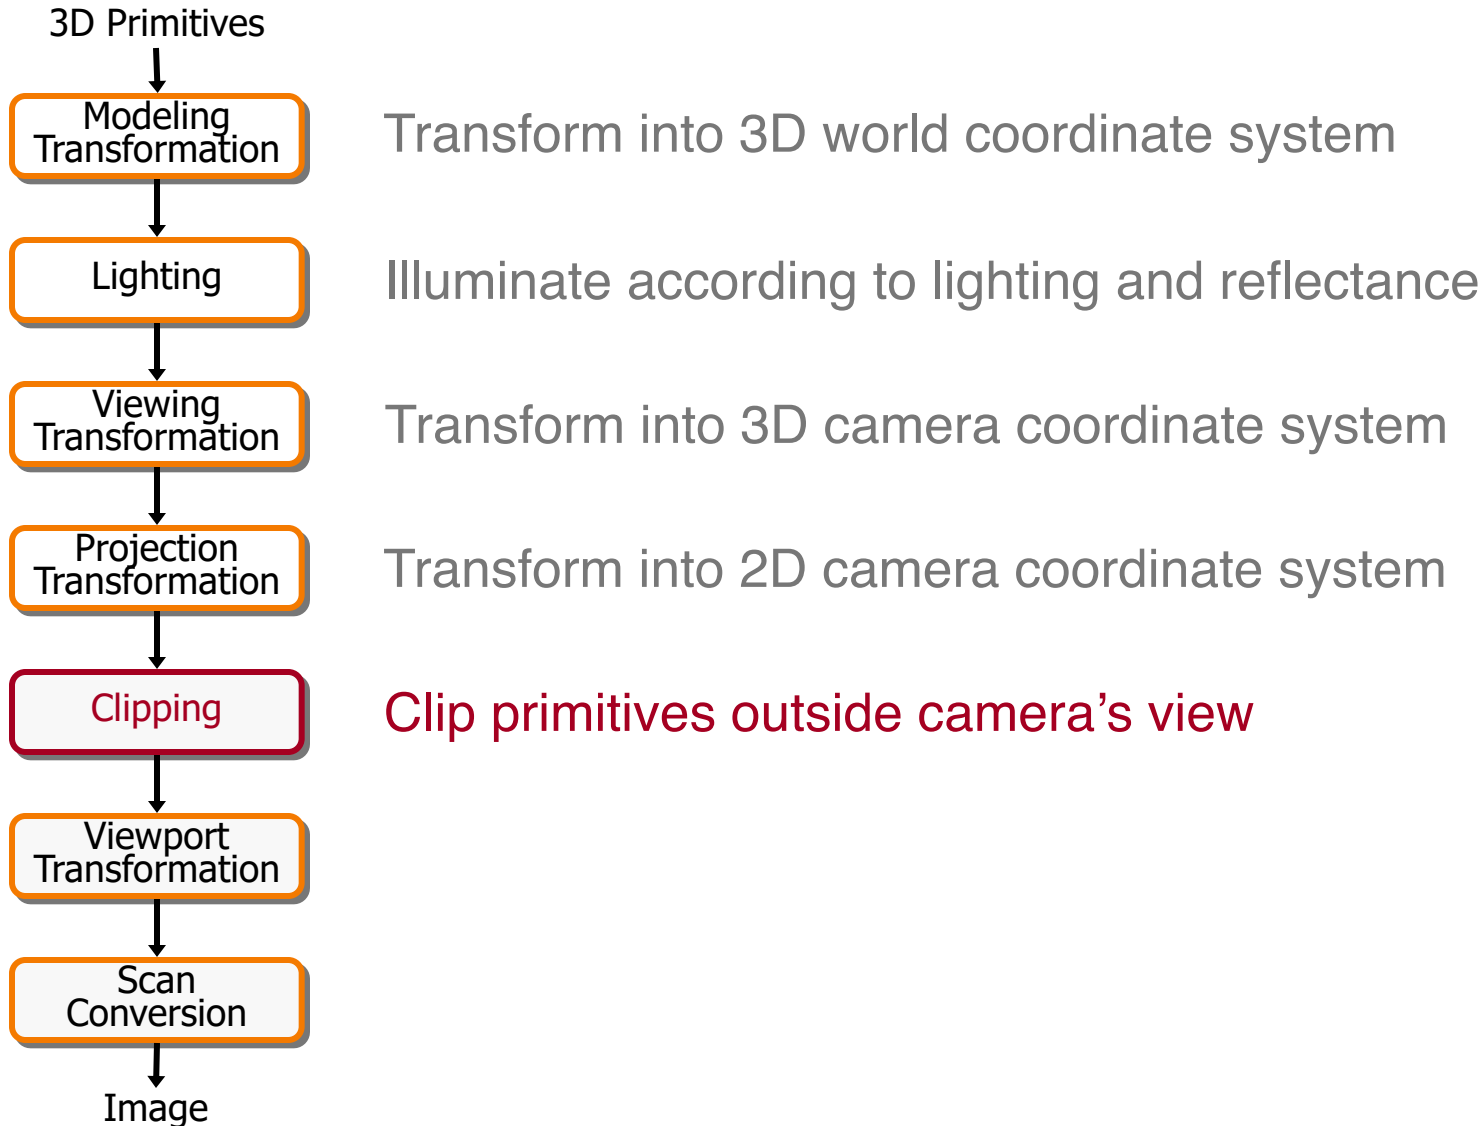 3D Primitives
Modeling
Transformation
Transform into 3D world coordinate system
Lighting
Illuminate according to lighting and reflectance
Viewing
Transformation
Transform into 3D camera coordinate system
Projection
Transformation
Transform into 2D camera coordinate system
Clipping
Clip primitives outside camera’s view
Viewport
Transformation
Scan
Conversion
Image